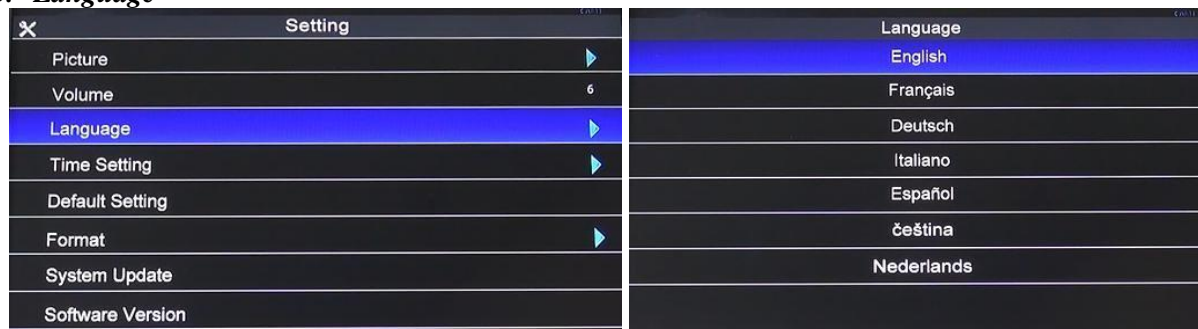 Language
Setting
Picture
Volume 6
Language
Time Setting
Default Setting
Format
System Update
Software Version
Language
English
Français
Deutsch
Italiano
Español
čeština
Nederlands